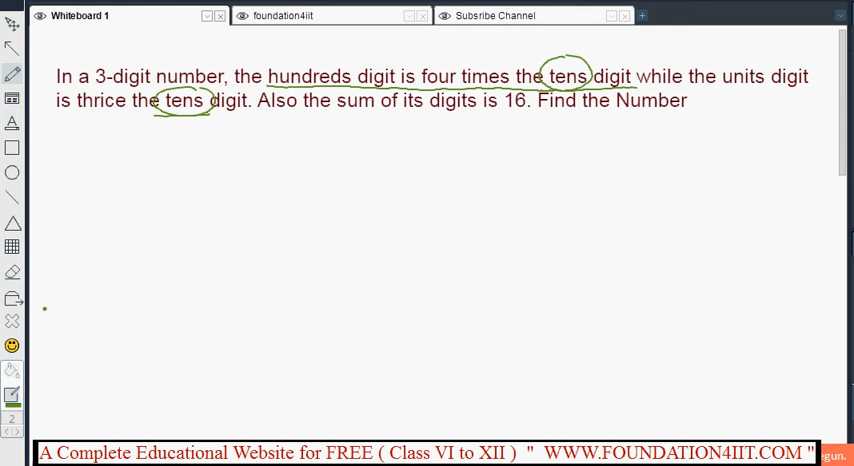 Whiteboard 1
foundation4iit
Subsribe Channel
In a 3-digit number, the hundreds digit is four times the tens digit while the units digit
is thrice the tens digit. Also the sum of its digits is 16. Find the Number
2
A Complete Educational Website for FREE ( Class VI to XII ) " WWW.FOUNDATION4IIT.COM "
egun.